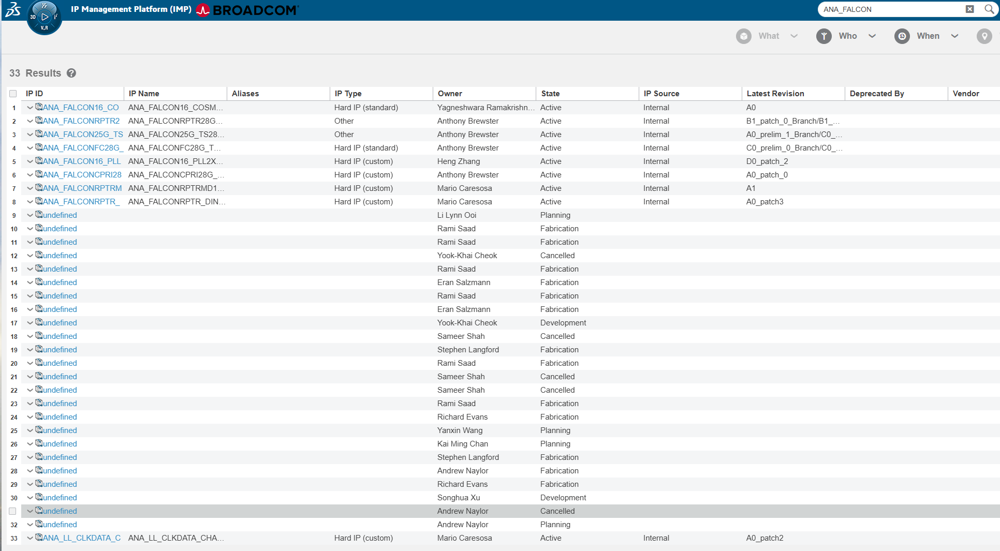 IP Management Platform (IMP) BROADCOM
ANA_FALCON
3D V.R
What Who When
33 Results
IP ID IP Name Aliases IP Type Owner State IP Source Latest Revision Deprecated By Vendor
1 ANA_FALCON16_CO ANA_FALCON16_COSM... Hard IP (standard) Yagneshwara Ramakrishn... Active Internal A0
2 ANA_FALCONRPTR2 ANA_FALCONRPTR28G... Other Anthony Brewster Active Internal B1_patch_0_Branch/B1_...
3 ANA_FALCON25G_TS ANA_FALCON25G_TS28... Other Anthony Brewster Active Internal A0_prelim_1_Branch/C0_...
4 ANA_FALCONFC28G_ ANA_FALCONFC28G_T... Hard IP (standard) Anthony Brewster Active Internal C0_prelim_0_Branch/C0_...
5 ANA_FALCON16_PLL ANA_FALCON16_PLL2X... Hard IP (custom) Heng Zhang Active Internal D0_patch_2
6 ANA_FALCONCPRI28 ANA_FALCONCPRI28G_... Hard IP (custom) Anthony Brewster Active Internal A0_patch_0
7 ANA_FALCONRPTRM ANA_FALCONRPTRMD1... Hard IP (custom) Mario Caresosa Active Internal A1
8 ANA_FALCONRPTR_ ANA_FALCONRPTR_DIN... Hard IP (custom) Mario Caresosa Active Internal A0_patch3
9 undefined Li Lynn Ooi Planning
10 undefined Rami Saad Fabrication
11 undefined Rami Saad Fabrication
12 undefined Yook-Khai Cheok Cancelled
13 undefined Rami Saad Fabrication
14 undefined Eran Salzmann Fabrication
15 undefined Rami Saad Fabrication
16 undefined Eran Salzmann Fabrication
17 undefined Yook-Khai Cheok Development
18 undefined Sameer Shah Cancelled
19 undefined Stephen Langford Fabrication
20 undefined Rami Saad Fabrication
21 undefined Sameer Shah Cancelled
22 undefined Sameer Shah Cancelled
23 undefined Rami Saad Fabrication
24 undefined Richard Evans Fabrication
25 undefined Yanxin Wang Planning
26 undefined Kai Ming Chan Planning
27 undefined Stephen Langford Fabrication
28 undefined Andrew Naylor Fabrication
29 undefined Richard Evans Fabrication
30 undefined Songhua Xu Development
undefined Andrew Naylor Cancelled
32 undefined Andrew Naylor Planning
33 ANA_LL_CLKDATA_C ANA_LL_CLKDATA_CHA... Hard IP (custom) Mario Caresosa Active Internal A0_patch2